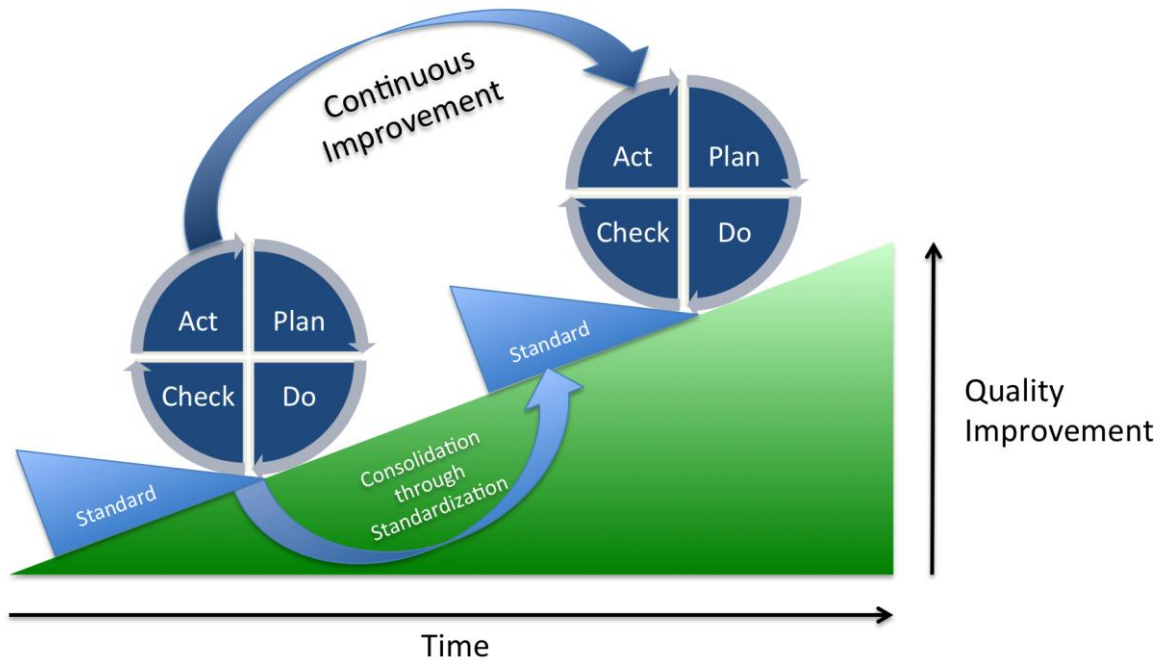 Continuous
Improvement
Act
Plan
Check
Do
Act
Plan
Check
Do
Standard
Standard
Consolidation
through
Standardization
Quality
Improvement
Time